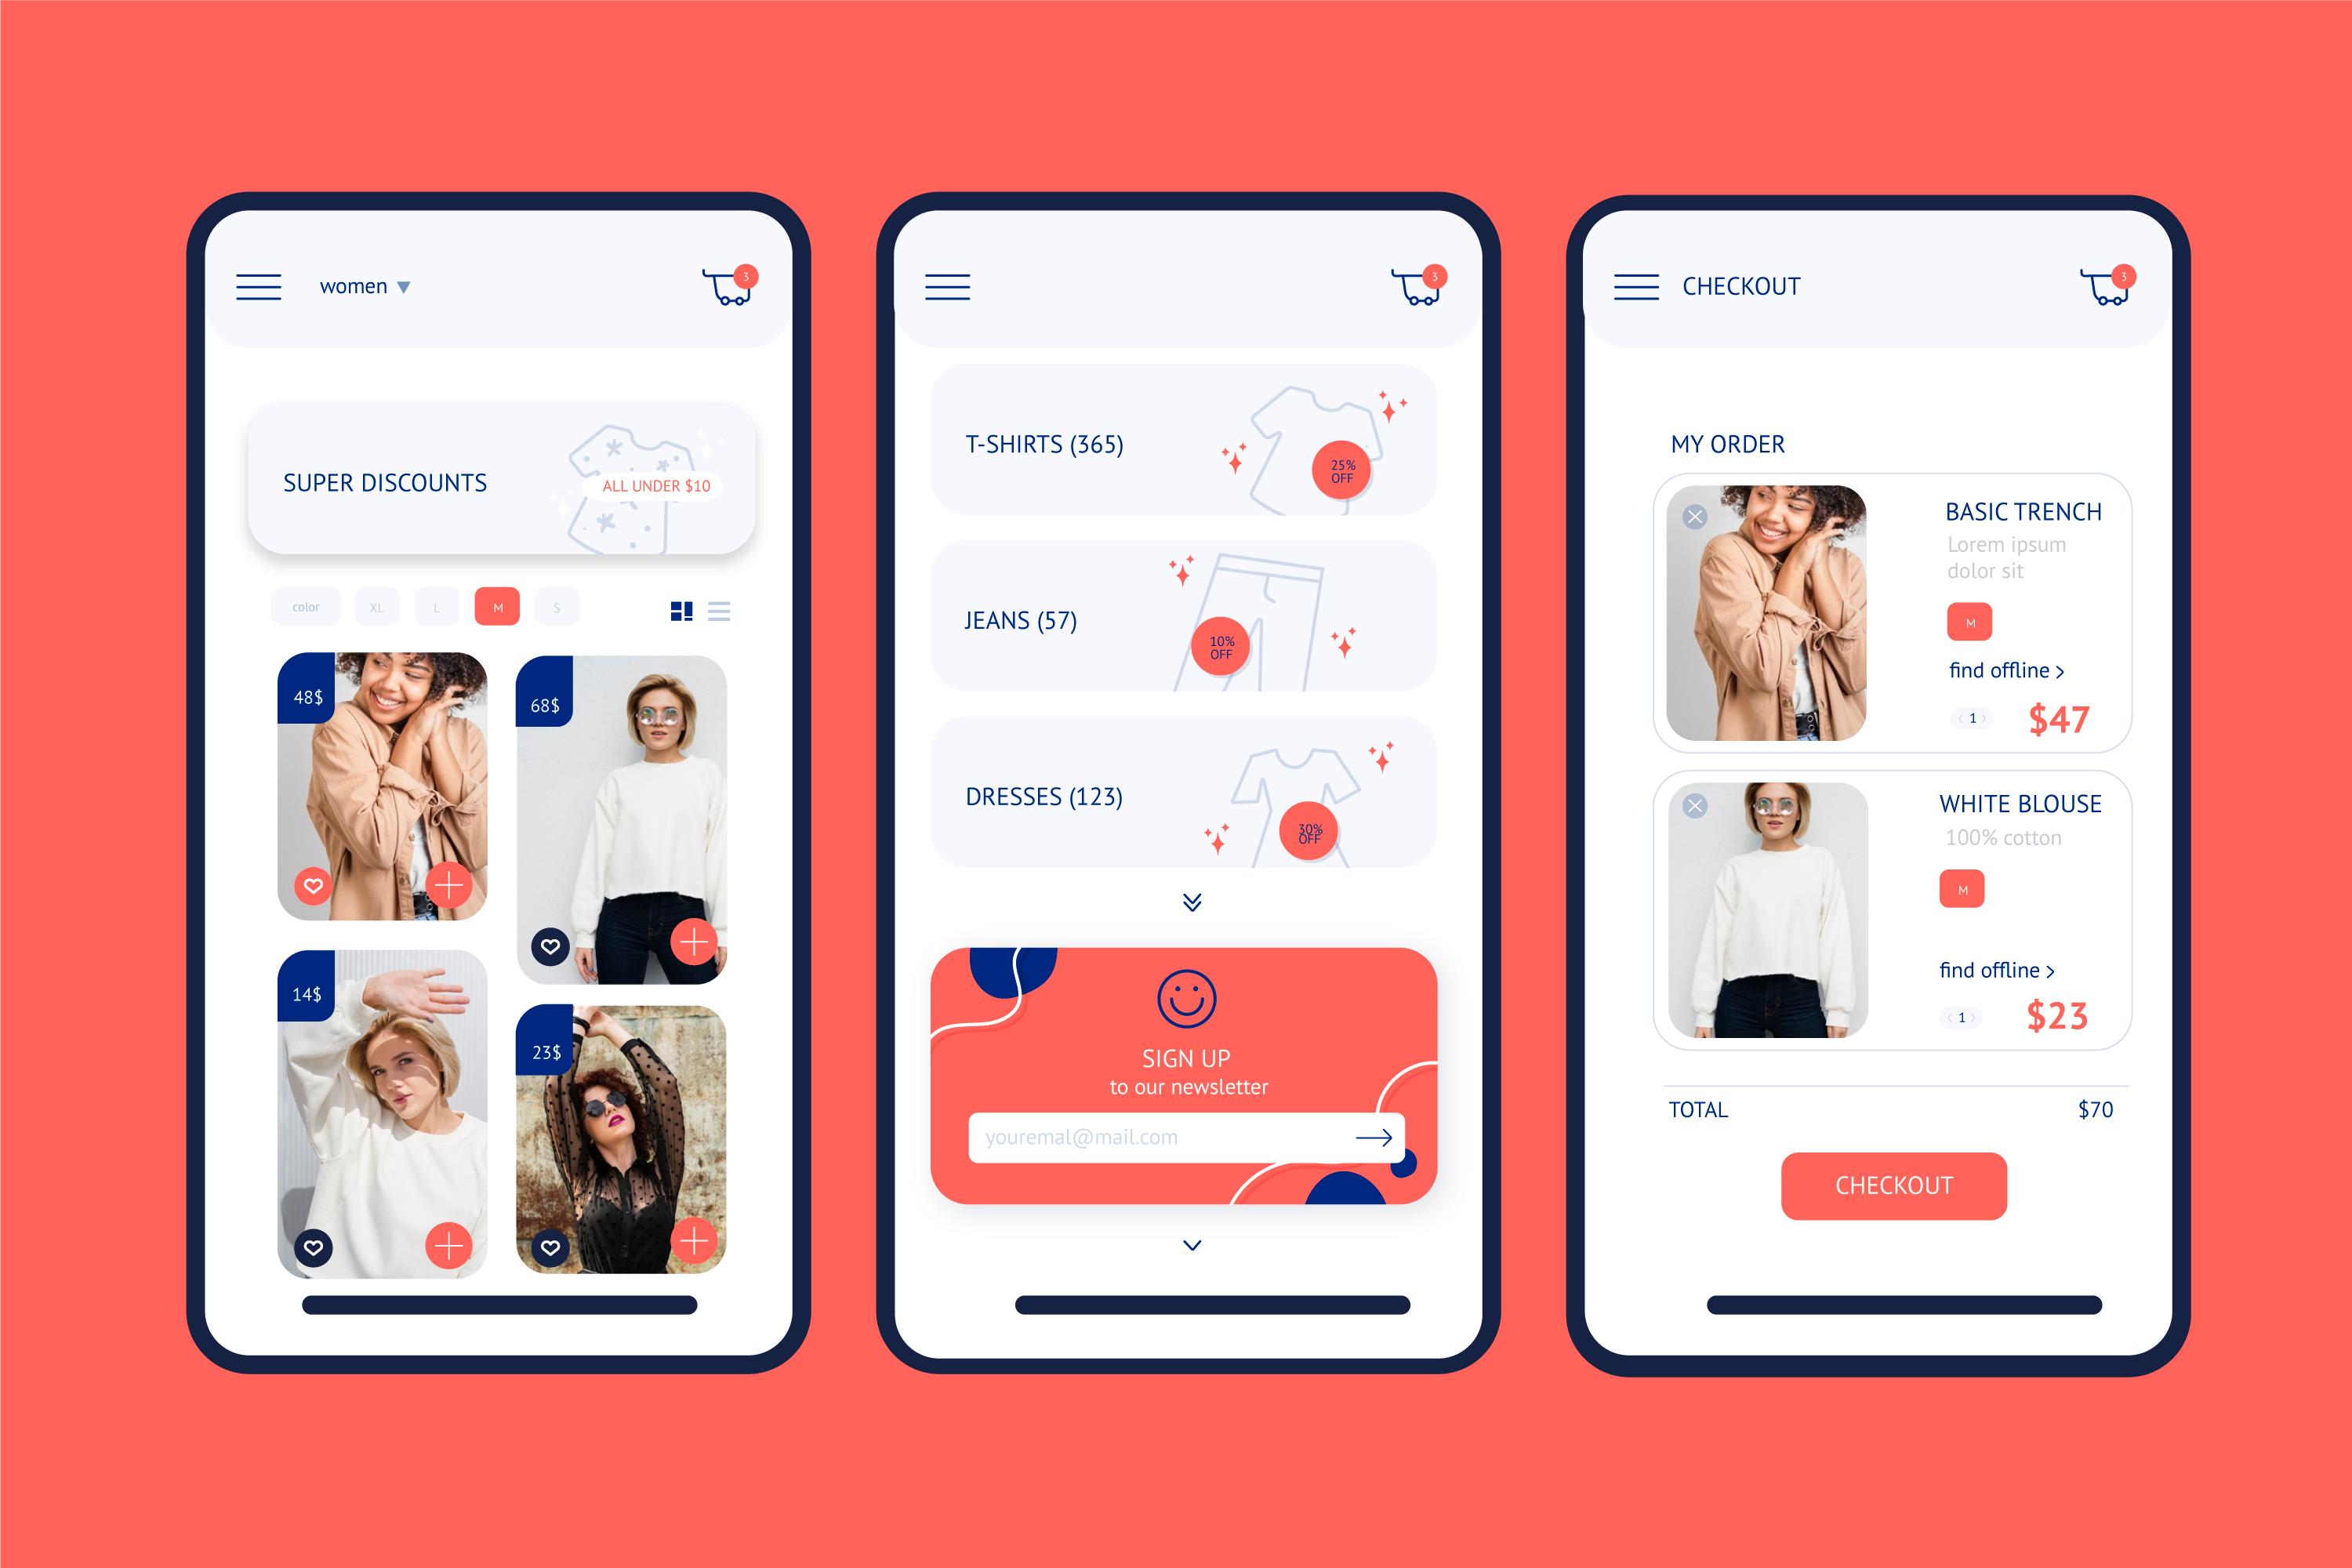 women ▼
3
SUPER DISCOUNTS
ALL UNDER $10
color
XL
L
M
S
48$
68$
14$
23$
3
T-SHIRTS (365)
25%
OFF
JEANS (57)
10%
OFF
DRESSES (123)
30%
OFF
SIGN UP
to our newsletter
youremal@mail.com
CHECKOUT
3
MY ORDER
BASIC TRENCH
Lorem ipsum
dolor sit
M
find offline >
‹ 1 ›
$47
WHITE BLOUSE
100% cotton
M
find offline >
‹ 1 ›
$23
TOTAL
$70
CHECKOUT